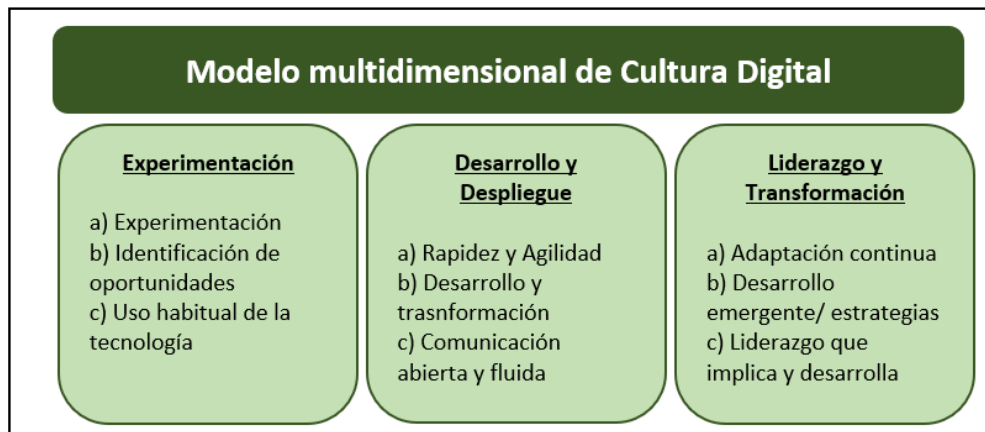 Modelo multidimensional de Cultura Digital
Experimentación
a) Experimentación
b) Identificación de
oportunidades
c) Uso habitual de la
tecnología
Desarrollo y
Despliegue
a) Rapidez y Agilidad
b) Desarrollo y
trasnformación
c) Comunicación
abierta y fluida
Liderazgo y
Transformación
a) Adaptación continua
b) Desarrollo
emergente/ estrategias
c) Liderazgo que
implica y desarrolla